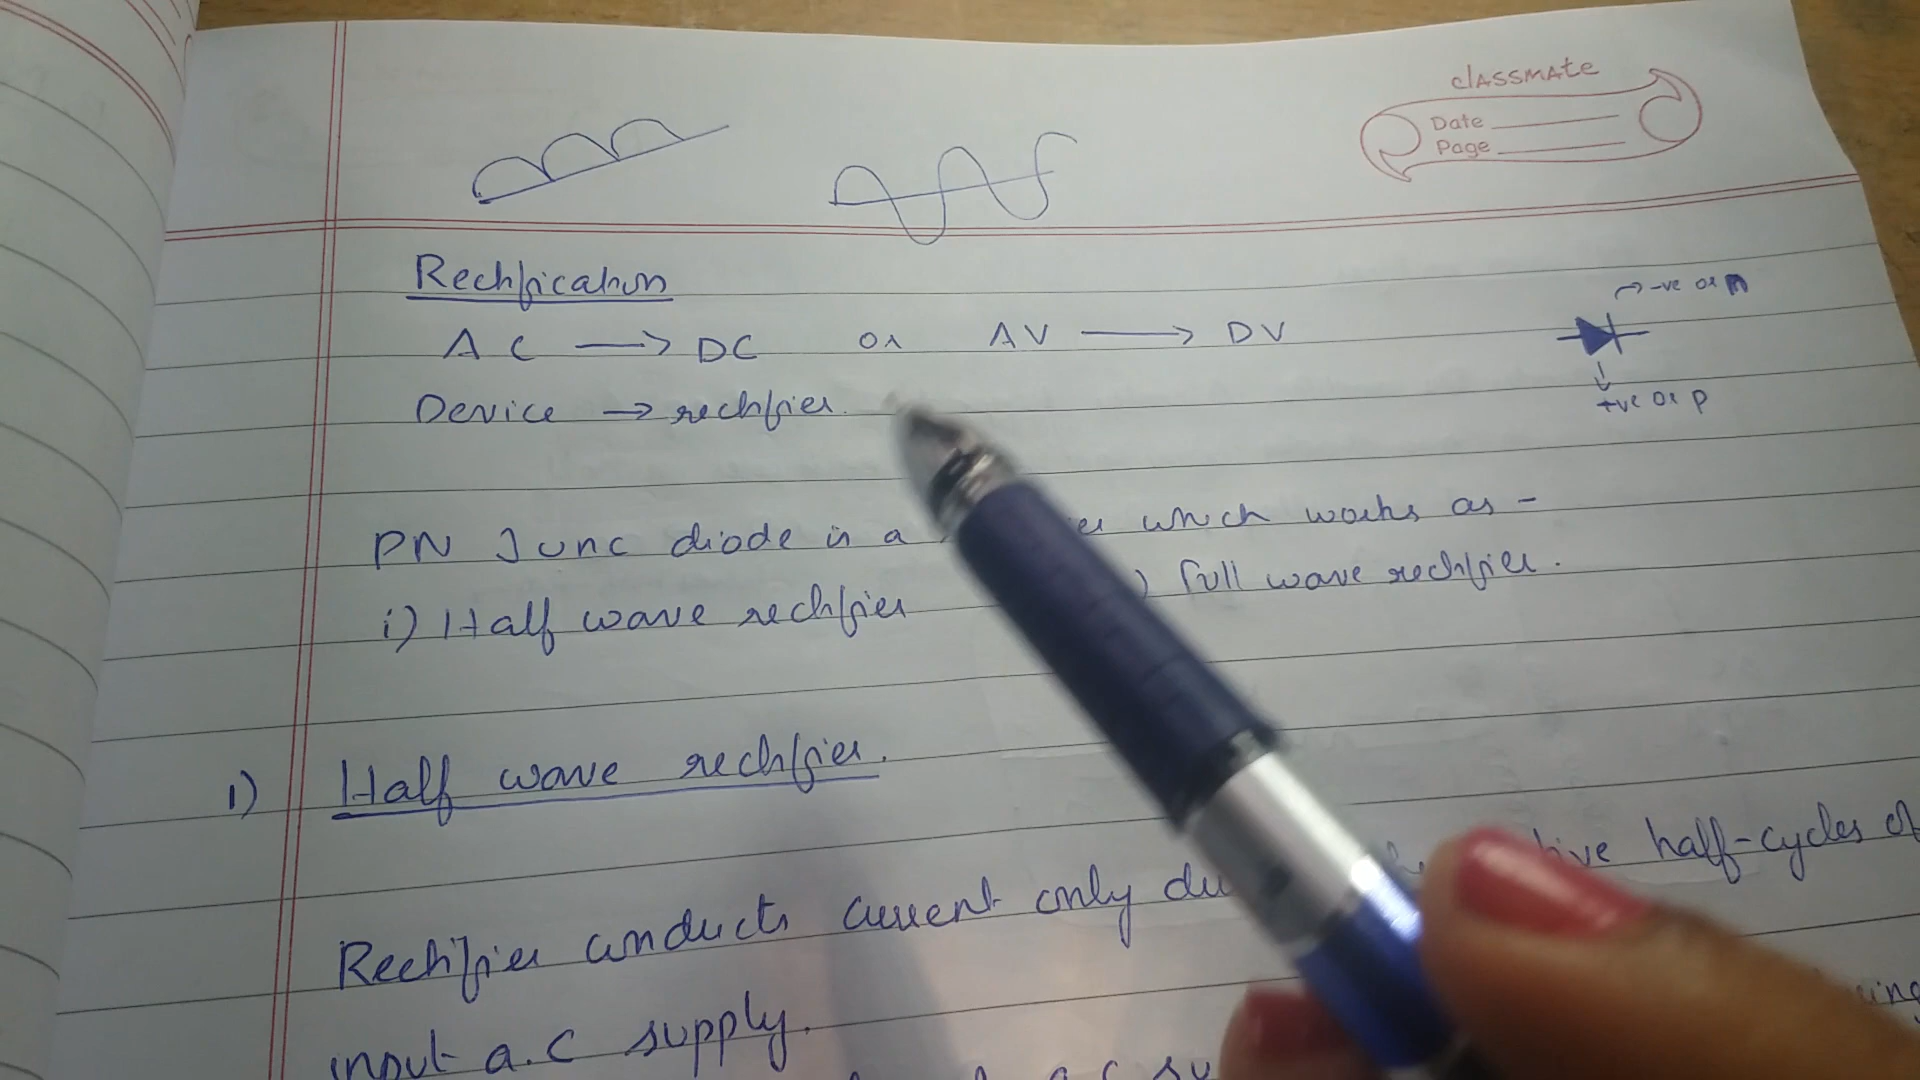 classmate
Date
Page
Rectification
AC → DC or AV → DV
→ -ve or n
+ve or p
Device → rectifier.
PN Junc diode is a which works as -
i) Half wave rectifier ) full wave rectifier.
1) Half wave rectifier.
Rectifier conducts current only half-cycles of
input a.c supply.
a.c